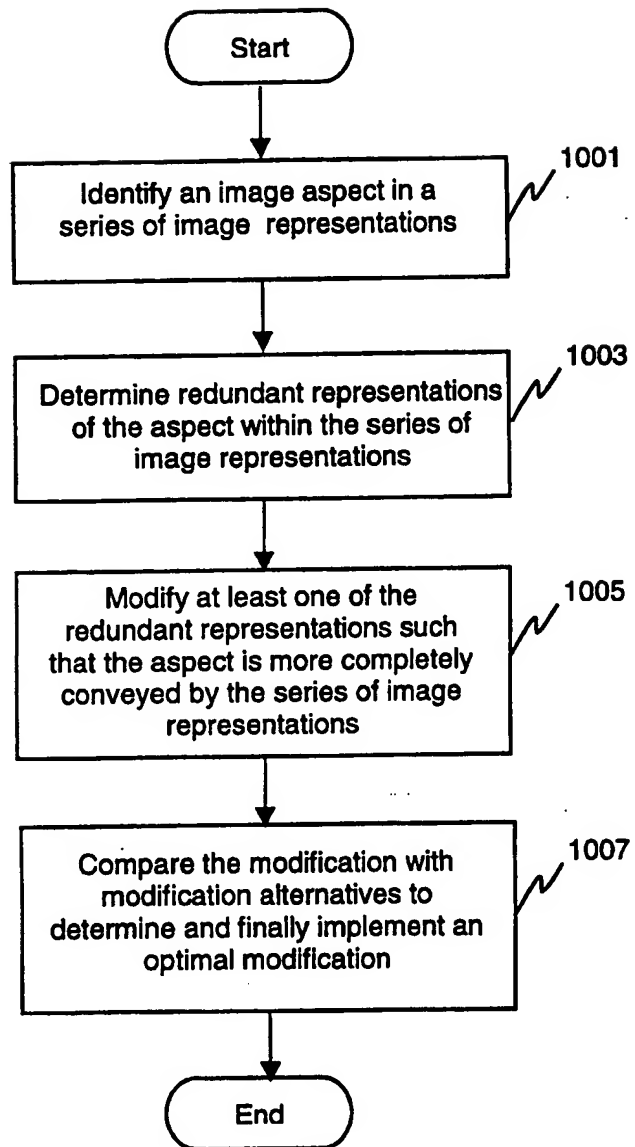 Start
1001
Identify an image aspect in a
series of image representations
1003
Determine redundant representations
of the aspect within the series of
image representations
1005
Modify at least one of the
redundant representations such
that the aspect is more completely
conveyed by the series of image
representations
1007
Compare the modification with
modification alternatives to
determine and finally implement an
optimal modification
End